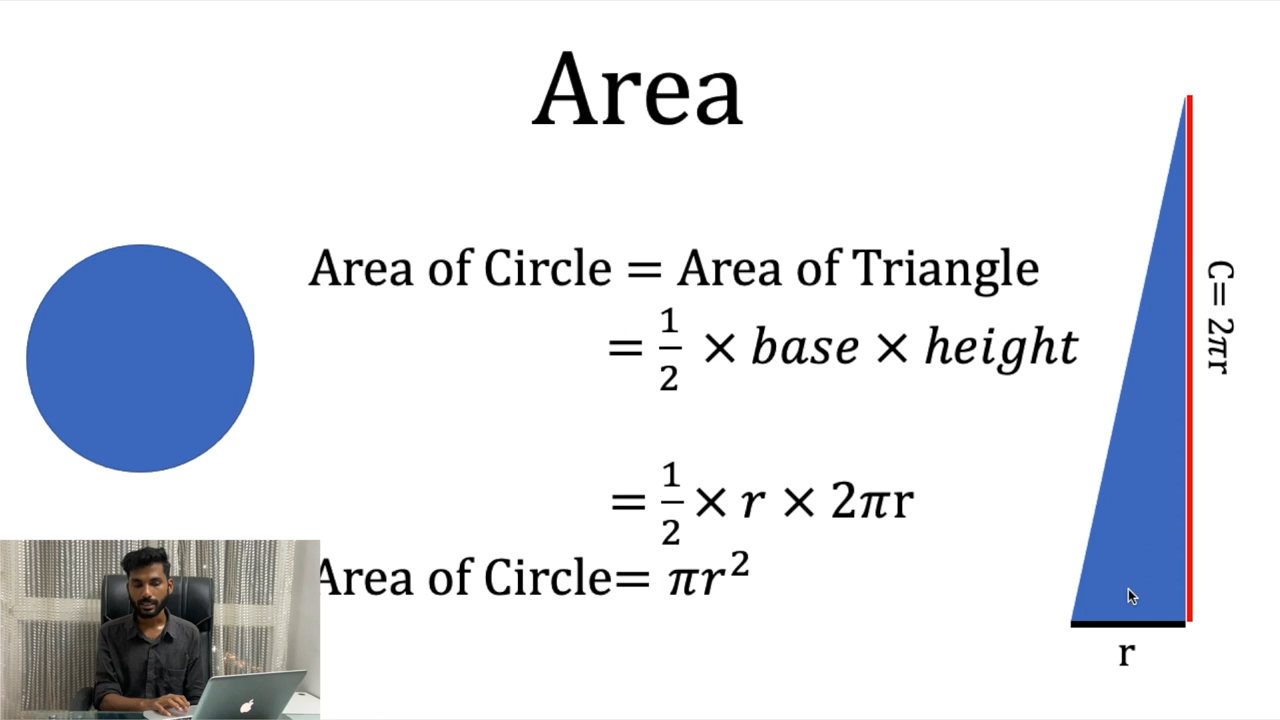 Area
Area of Circle = Area of Triangle
= 1/2 × base × height
= 1/2 × r × 2πr
Area of Circle= πr²
C= 2πr
r